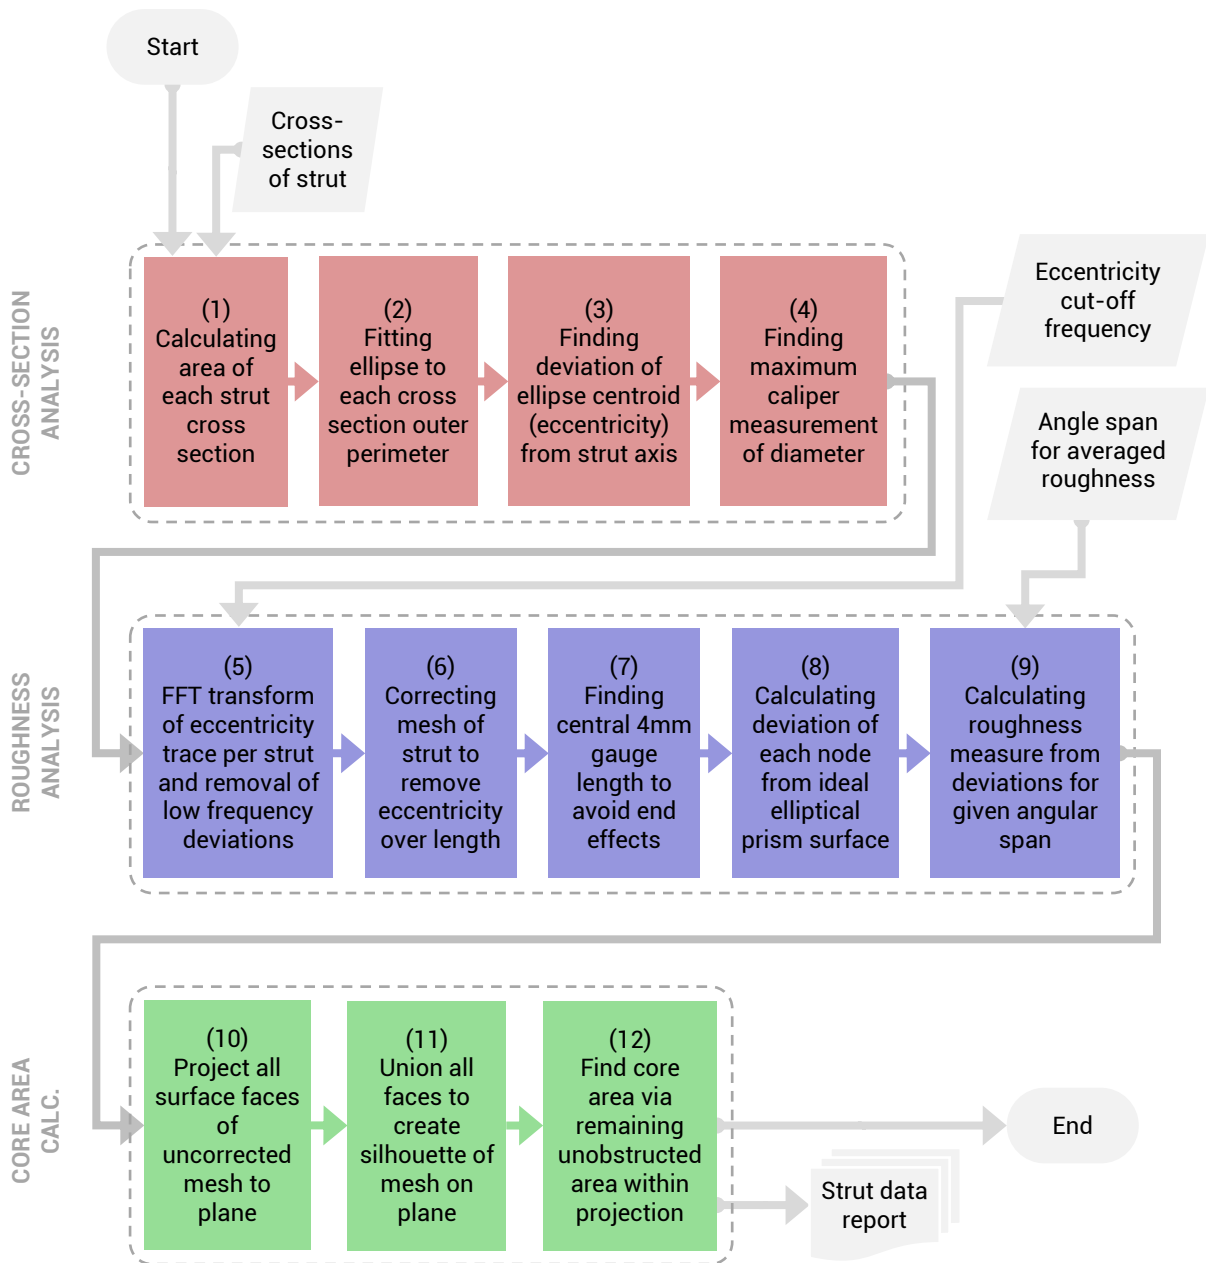 Start
Cross-
sections
of strut
CROSS-SECTION
ANALYSIS
(1)
Calculating
area of
each strut
cross
section
(2)
Fitting
ellipse to
each cross
section outer
perimeter
(3)
Finding
deviation of
ellipse centroid
(eccentricity)
from strut axis
(4)
Finding
maximum
caliper
measurement
of diameter
Eccentricity
cut-off
frequency
Angle span
for averaged
roughness
ROUGHNESS
ANALYSIS
(5)
FFT transform
of eccentricity
trace per strut
and removal of
low frequency
deviations
(6)
Correcting
mesh of
strut to
remove
eccentricity
over length
(7)
Finding
central 4mm
gauge
length to
avoid end
effects
(8)
Calculating
deviation of
each node
from ideal
elliptical
prism surface
(9)
Calculating
roughness
measure from
deviations for
given angular
span
CORE AREA
CALC.
(10)
Project all
surface faces
of
uncorrected
mesh to
plane
(11)
Union all
faces to
create
silhouette of
mesh on
plane
(12)
Find core
area via
remaining
unobstructed
area within
projection
End
Strut data
report